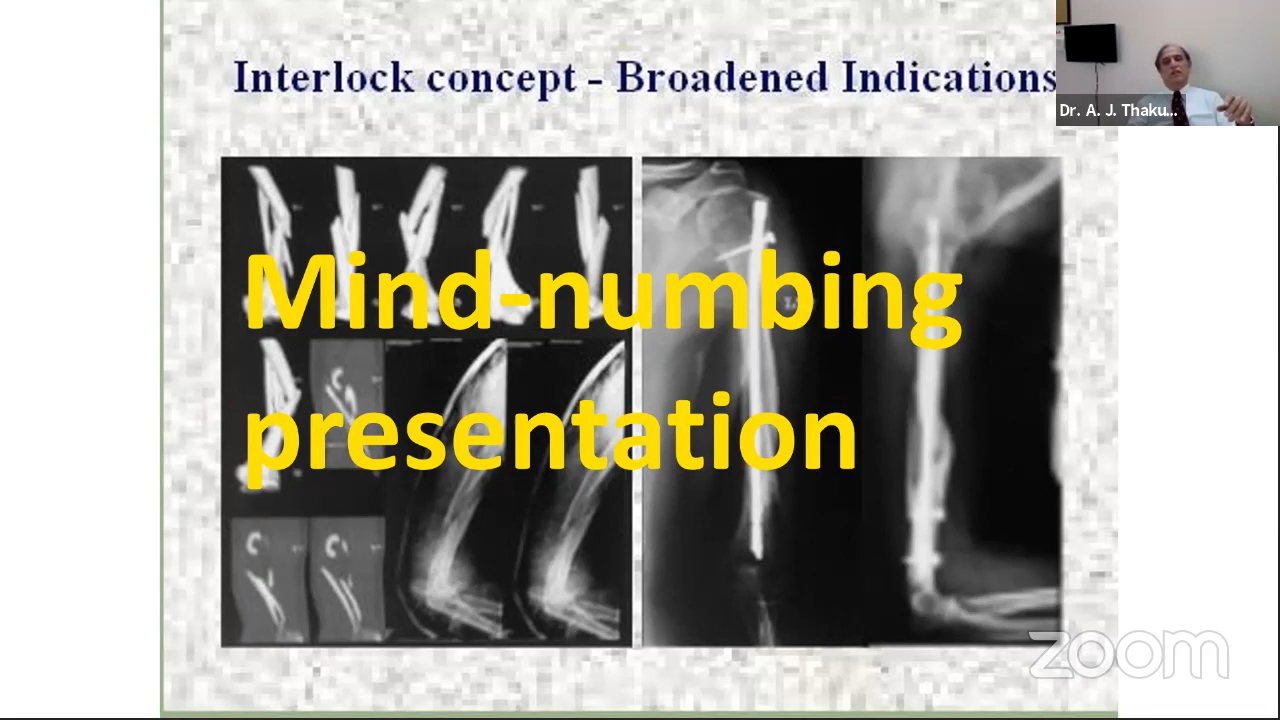 Interlock concept - Broadened Indications
Dr. A. J. Thaku...
Mind-numbing
presentation
zoom